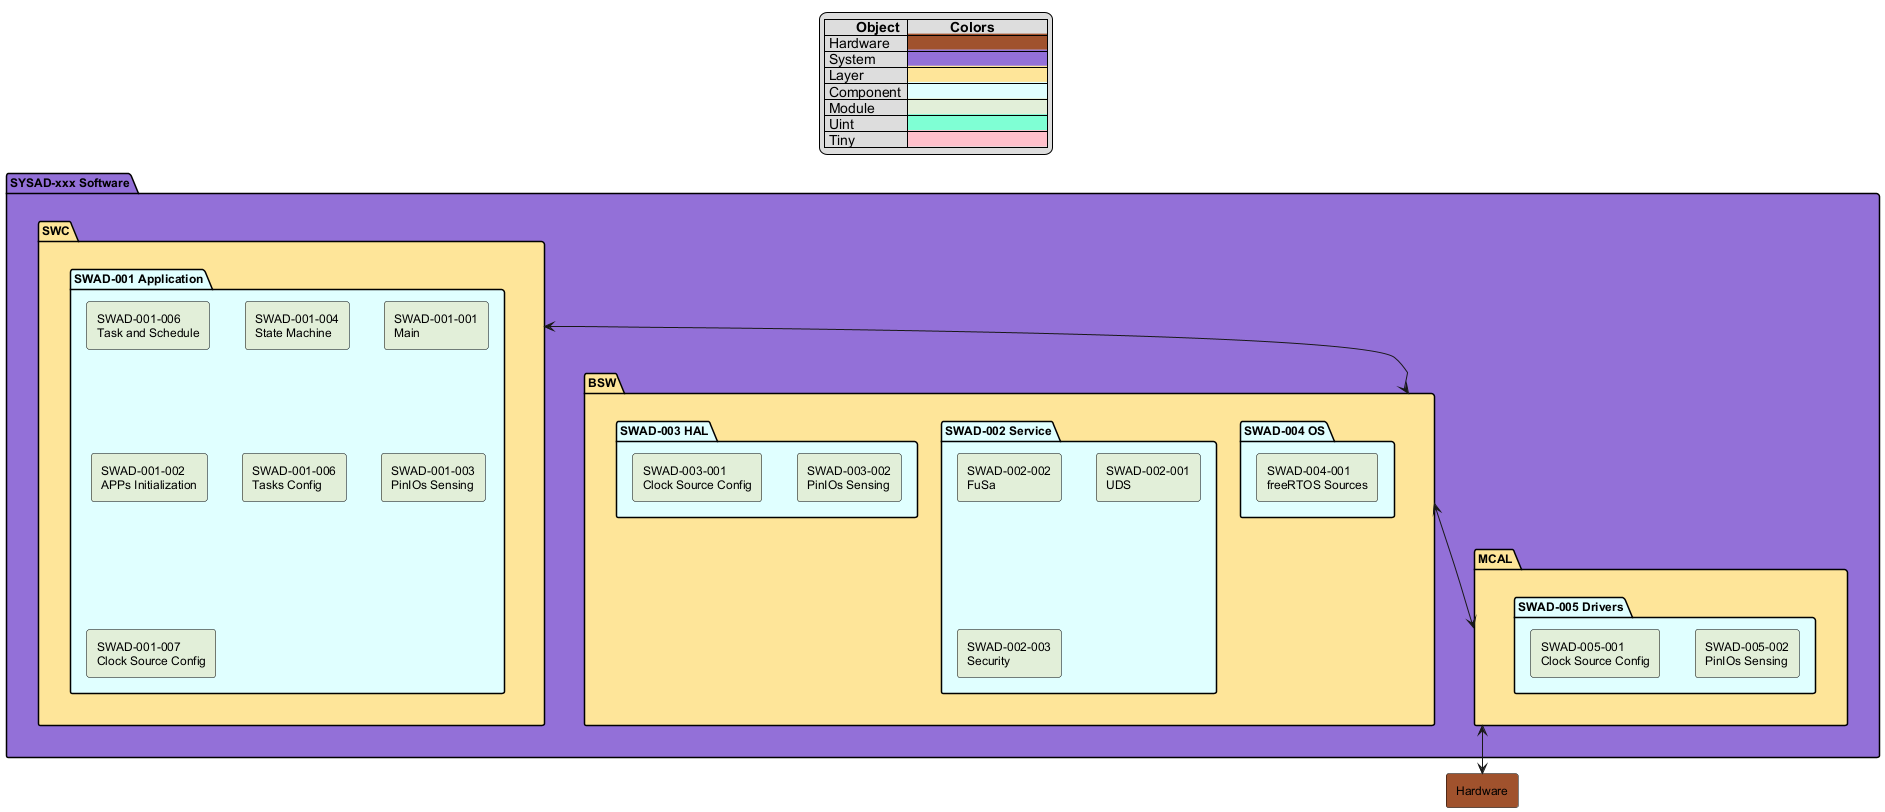 Object Colors
Hardware
System
Layer
Component
Module
Uint
Tiny
SYSAD-xxx Software
SWC
SWAD-001 Application
SWAD-001-006
Task and Schedule
SWAD-001-004
State Machine
SWAD-001-001
Main
SWAD-001-002
APPs Initialization
SWAD-001-006
Tasks Config
SWAD-001-003
PinIOs Sensing
SWAD-001-007
Clock Source Config
BSW
SWAD-003 HAL
SWAD-003-001
Clock Source Config
SWAD-003-002
PinIOs Sensing
SWAD-002 Service
SWAD-002-002
FuSa
SWAD-002-001
UDS
SWAD-002-003
Security
SWAD-004 OS
SWAD-004-001
freeRTOS Sources
MCAL
SWAD-005 Drivers
SWAD-005-001
Clock Source Config
SWAD-005-002
PinIOs Sensing
Hardware